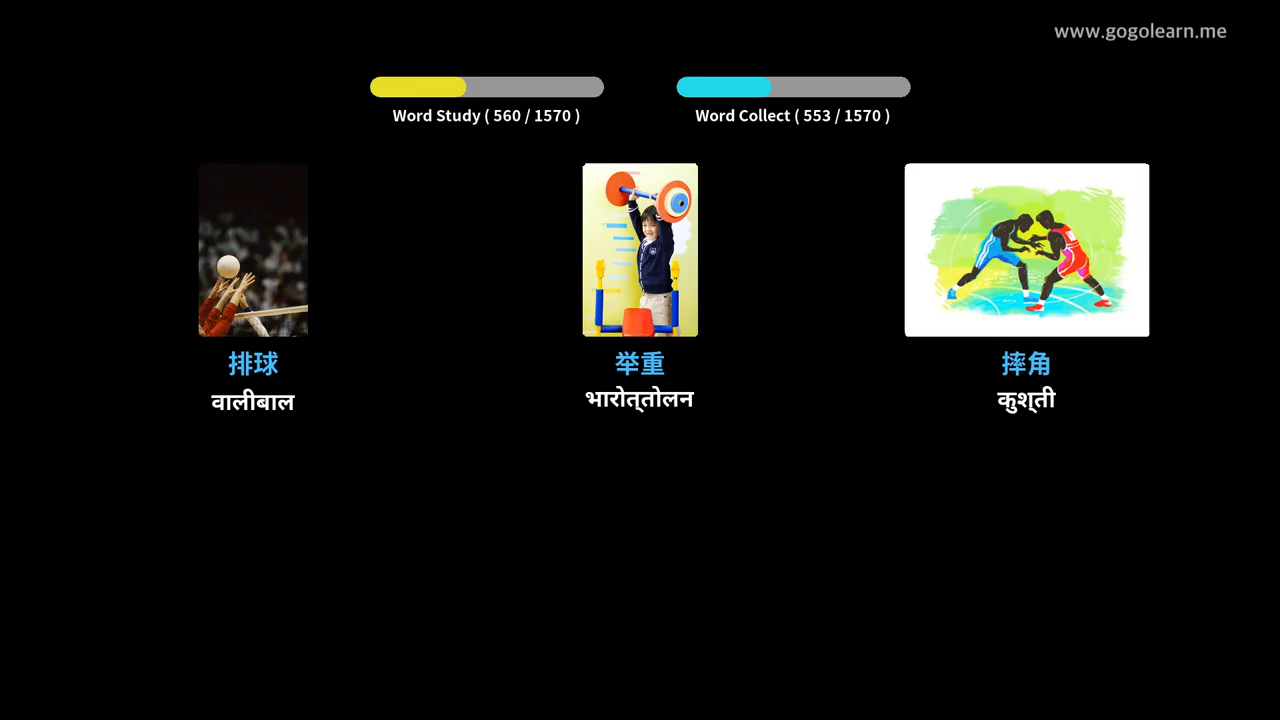 www.gogolearn.me
Word Study ( 560 / 1570 )
Word Collect ( 553 / 1570 )
排球
वालीबाल
举重
भारोत्‌तोलन
摔角
कुश्‌ती